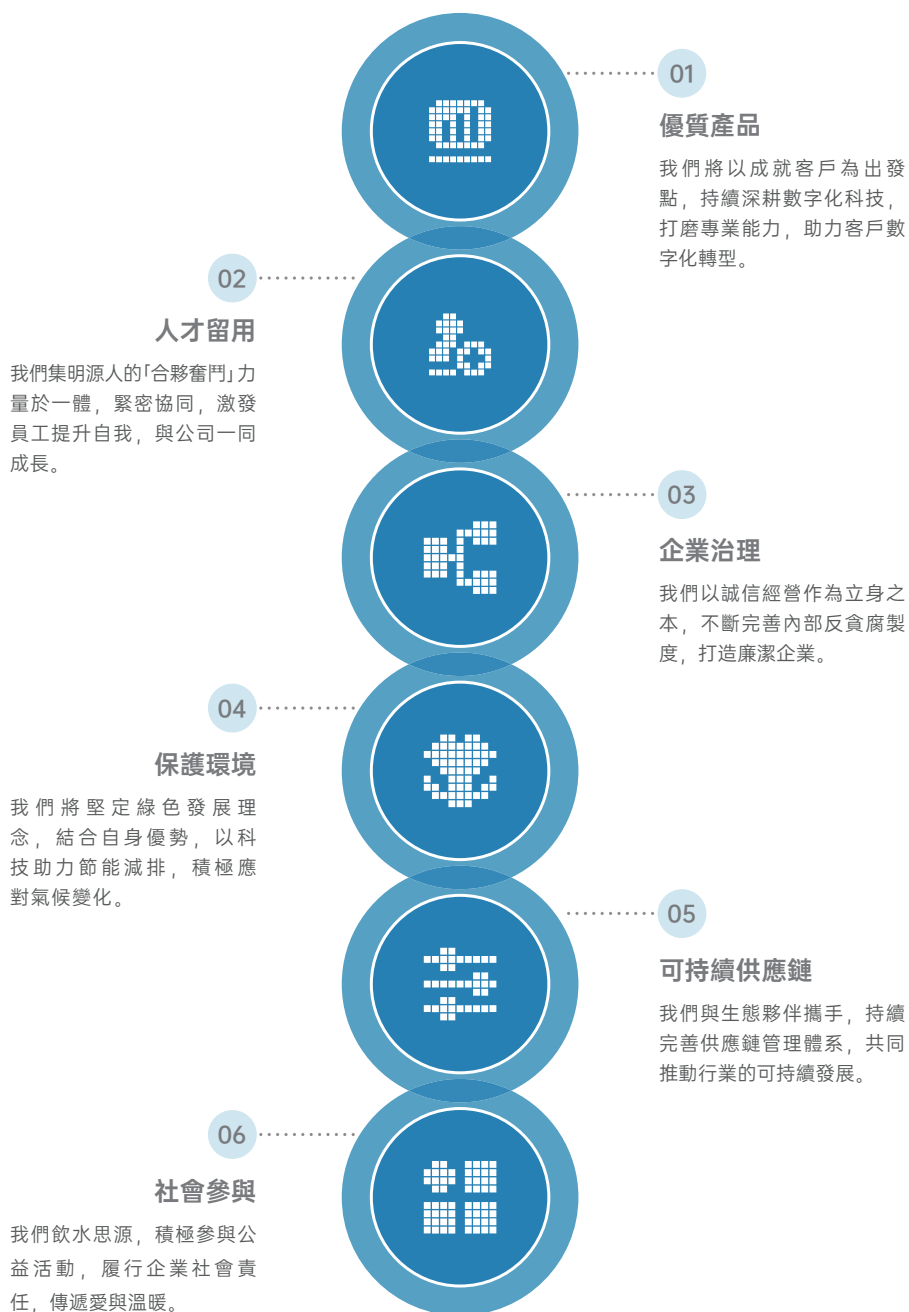 01
優質產品
我們將以成就客戶為出發
點，持續深耕數字化科技，
打磨專業能力，助力客戶數
字化轉型。
02
人才留用
我們集明源人的「合夥奮鬥」力
量於一體，緊密協同，激發
員工提升自我，與公司一同
成長。
03
企業治理
我們以誠信經營作為立身之
本，不斷完善內部反貪腐製
度，打造廉潔企業。
04
保護環境
我們將堅定綠色發展理
念，結合自身優勢，以科
技助力節能減排，積極應
對氣候變化。
05
可持續供應鏈
我們與生態夥伴攜手，持續
完善供應鏈管理體系，共同
推動行業的可持續發展。
06
社會參與
我們飲水思源，積極參與公
益活動，履行企業社會責
任，傳遞愛與溫暖。